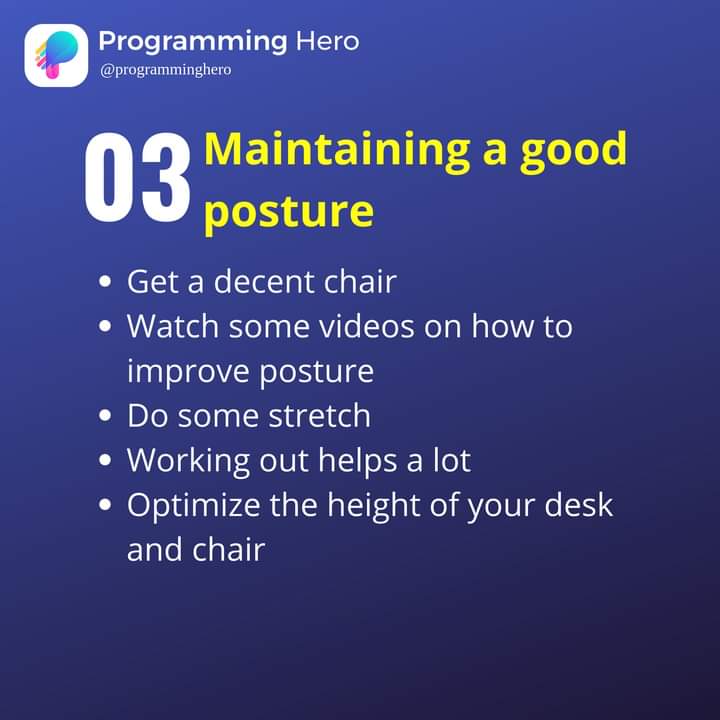 Programming Hero
@programminghero
03
Maintaining a good
posture
• Get a decent chair
• Watch some videos on how to
improve posture
• Do some stretch
• Working out helps a lot
• Optimize the height of your desk
and chair